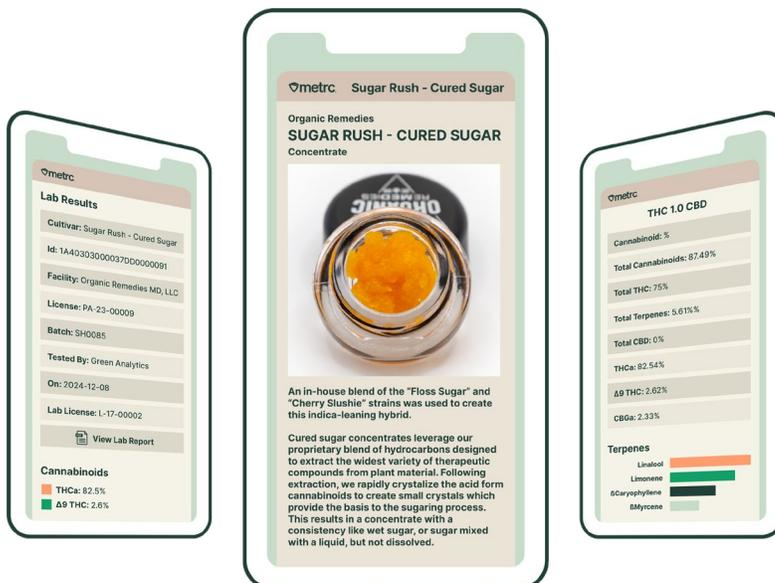 metrc
Lab Results
Cultivar: Sugar Rush - Cured Sugar
Id: 1A40303000037DD0000091
Facility: Organic Remedies MD, LLC
License: PA-23-00009
Batch: SH0085
Tested By: Green Analytics
On: 2024-12-08
Lab License: L-17-00002
View Lab Report
Cannabinoids
THCa: 82.5%
Δ9 THC: 2.6%
metrc Sugar Rush - Cured Sugar
Organic Remedies
SUGAR RUSH - CURED SUGAR
Concentrate
ORGANIC
REMEDIES
An in-house blend of the “Floss Sugar” and
“Cherry Slushie” strains was used to create
this indica-leaning hybrid.
Cured sugar concentrates leverage our
proprietary blend of hydrocarbons designed
to extract the widest variety of therapeutic
compounds from plant material. Following
extraction, we rapidly crystalize the acid form
cannabinoids to create small crystals which
provide the basis to the sugaring process.
This results in a concentrate with a
consistency like wet sugar, or sugar mixed
with a liquid, but not dissolved.
metrc
THC 1.0 CBD
Cannabinoid: %
Total Cannabinoids: 87.49%
Total THC: 75%
Total Terpenes: 5.61%%
Total CBD: 0%
THCa: 82.54%
Δ9 THC: 2.62%
CBGa: 2.33%
Terpenes
Linalool
Limonene
ßCaryophyllene
ßMyrcene